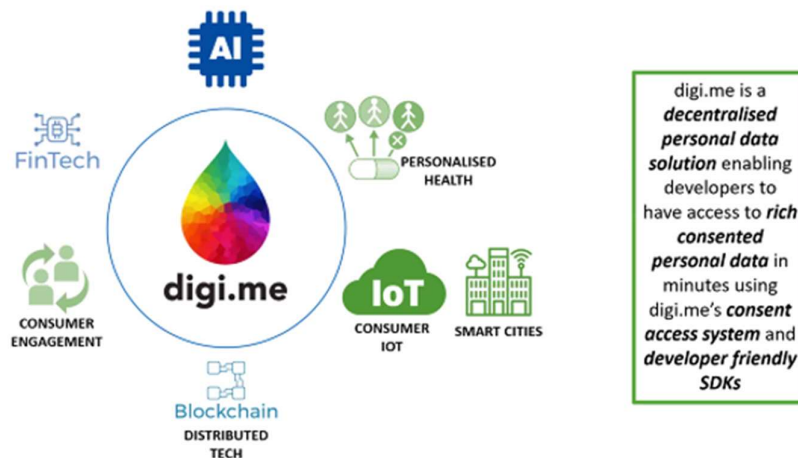 AI
FinTech
PERSONALISED
HEALTH
digi.me
CONSUMER
ENGAGEMENT
IoT
CONSUMER
IOT
SMART CITIES
Blockchain
DISTRIBUTED
TECH
digi.me is a
decentralised
personal data
solution enabling
developers to
have access to rich
consented
personal data in
minutes using
digi.me's consent
access system and
developer friendly
SDKs